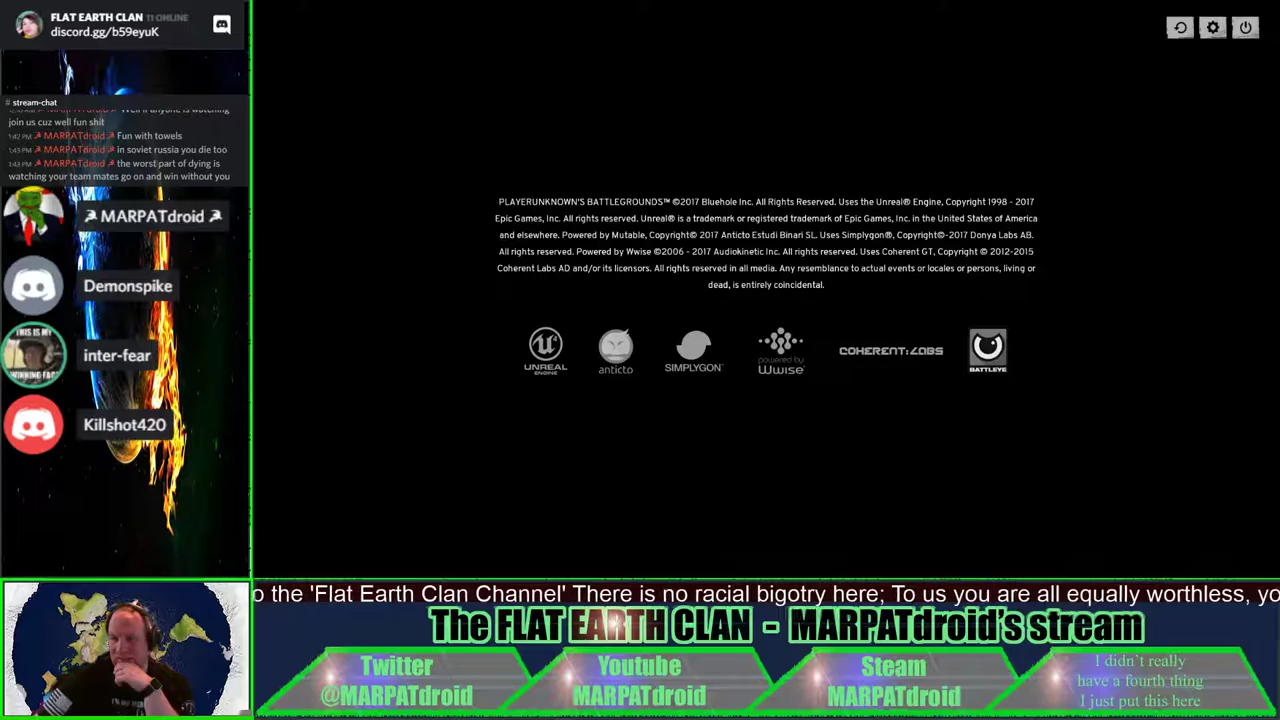 FLAT EARTH CLAN 11 ONLINE
discord.gg/b59eyuK
# stream-chat
join us cuz well fun shit
1:42 PM MARPATdroid Fun with towels
1:43 PM MARPATdroid in soviet russia you die too
1:43 PM MARPATdroid the worst part of dying is
watching your team mates go on and win without you
MARPATdroid
Demonspike
THIS IS MY
inter-fear
Killshot420
PLAYERUNKNOWN'S BATTLEGROUNDS™ ©2017 Bluehole Inc. All Rights Reserved. Uses the Unreal® Engine, Copyright 1998 - 2017
Epic Games, Inc. All rights reserved. Unreal® is a trademark or registered trademark of Epic Games, Inc. in the United States of America
and elsewhere. Powered by Mutable, Copyright© 2017 Anticto Estudi Binari SL. Uses Simplygon®, Copyright©-2017 Donya Labs AB.
All rights reserved. Powered by Wwise ©2006 - 2017 Audiokinetic Inc. All rights reserved. Uses Coherent GT, Copyright © 2012-2015
Coherent Labs AD and/or its licensors. All rights reserved in all media. Any resemblance to actual events or locales or persons, living or
dead, is entirely coincidental.
UNREAL
ENGINE
anticto
SIMPLYGON
powered by
Wwise
COHERENT:LABS
BATTLEYE
o the 'Flat Earth Clan Channel' There is no racial bigotry here; To us you are all equally worthless, yo
The FLAT EARTH CLAN - MARPATdroid's stream
Twitter
@MARPATdroid
Youtube
MARPATdroid
Steam
MARPATdroid
I didn't really
have a fourth thing
I just put this here